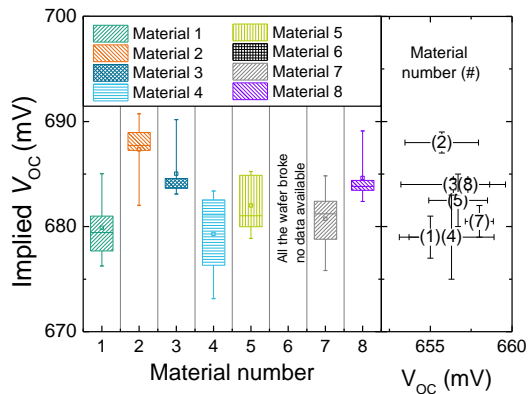 700
690
680
670
Implied V_OC (mV)
Material 1
Material 2
Material 3
Material 4
Material 5
Material 6
Material 7
Material 8
All the wafer broke
no data available
1 2 3 4 5 6 7 8
Material number
Material
number (#)
(2)
(3)(8)
(5)
(7)
(1)(4)
655 660
V_OC (mV)